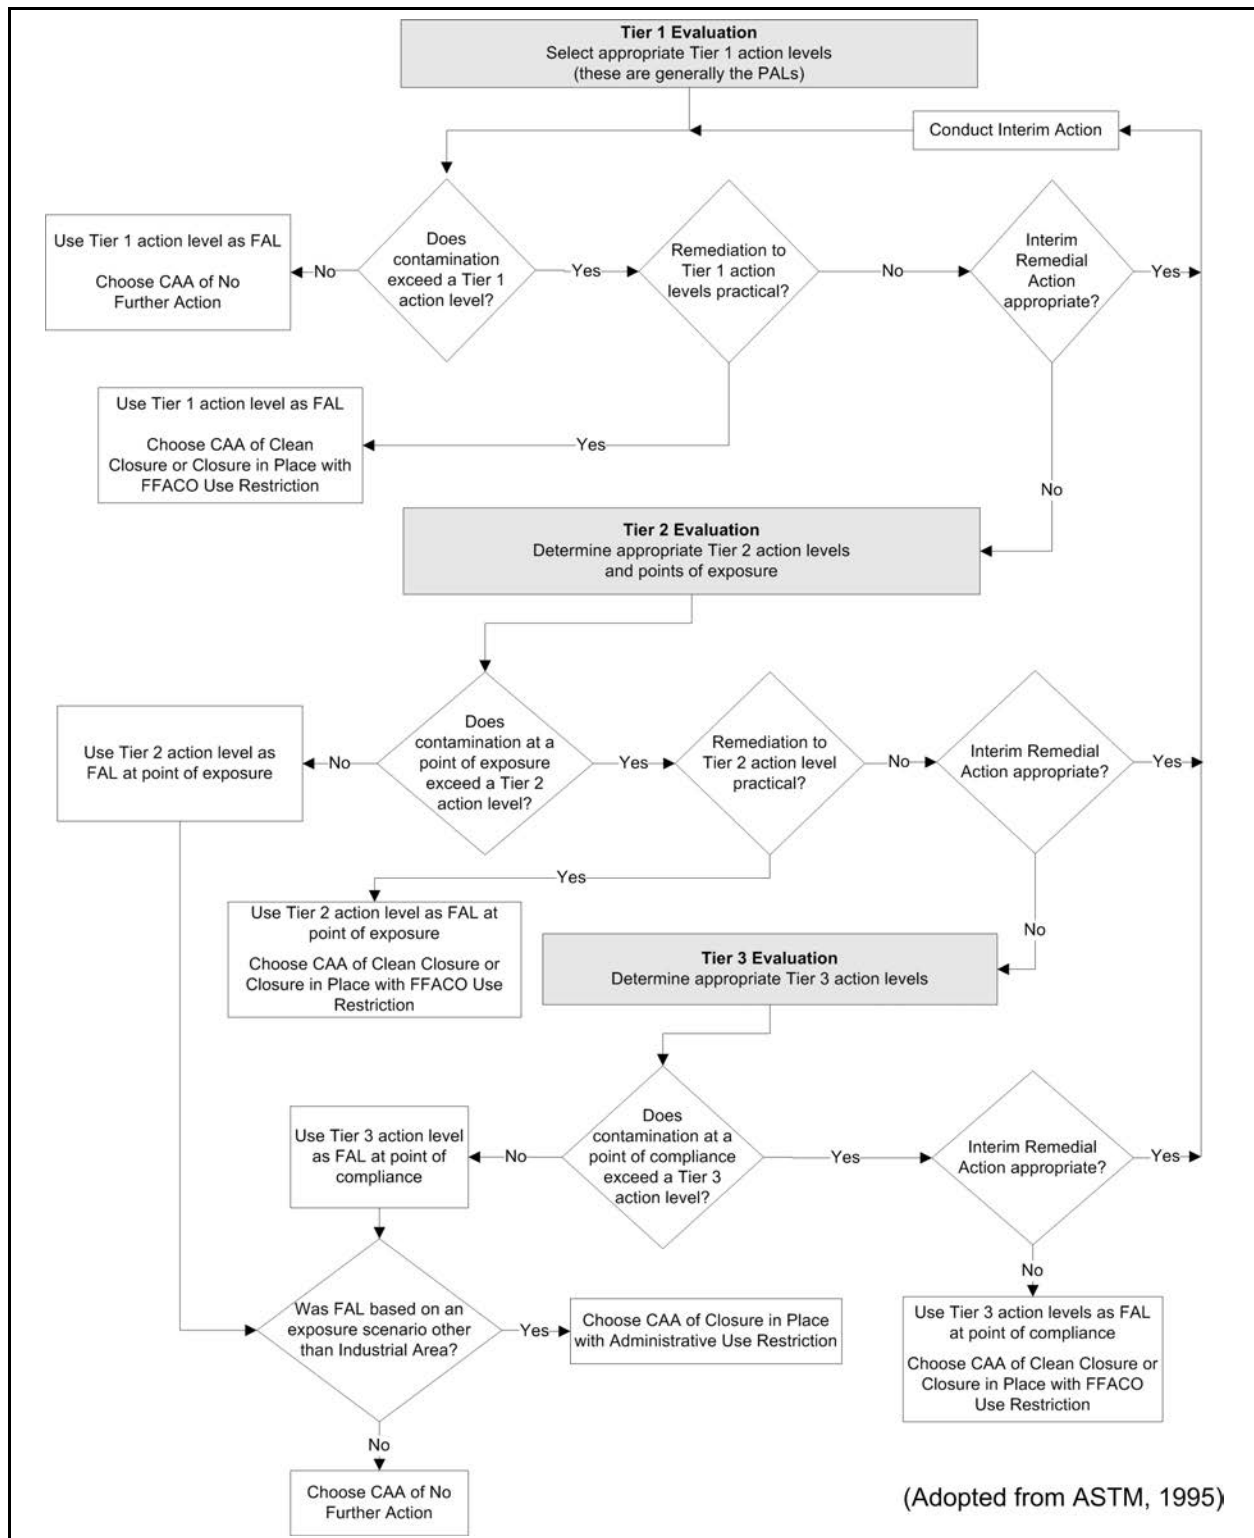 Tier 1 Evaluation
Select appropriate Tier 1 action levels
(these are generally the PALs)
Conduct Interim Action
Use Tier 1 action level as FAL
Choose CAA of No
Further Action
No
Does
contamination
exceed a Tier 1
action level?
Yes
Remediation to
Tier 1 action
levels practical?
No
Interim
Remedial
Action
appropriate?
Yes
Use Tier 1 action level as FAL
Choose CAA of Clean
Closure or Closure in Place with
FFACO Use Restriction
Yes
No
Tier 2 Evaluation
Determine appropriate Tier 2 action levels
and points of exposure
Use Tier 2 action level as
FAL at point of exposure
No
Does
contamination at a
point of exposure
exceed a Tier 2
action level?
Yes
Remediation to
Tier 2 action level
practical?
No
Interim Remedial
Action appropriate?
Yes
Yes
Use Tier 2 action level as FAL at
point of exposure
Choose CAA of Clean Closure or
Closure in Place with FFACO Use
Restriction
No
Tier 3 Evaluation
Determine appropriate Tier 3 action levels
Use Tier 3 action level
as FAL at point of
compliance
No
Does
contamination at a
point of compliance
exceed a Tier 3
action level?
Yes
Interim Remedial
Action appropriate?
Yes
No
Was FAL based on an
exposure scenario other
than Industrial Area?
Yes
Choose CAA of Closure in Place
with Administrative Use Restriction
Use Tier 3 action levels as FAL
at point of compliance
Choose CAA of Clean Closure or
Closure in Place with FFACO
Use Restriction
No
Choose CAA of No
Further Action
(Adopted from ASTM, 1995)